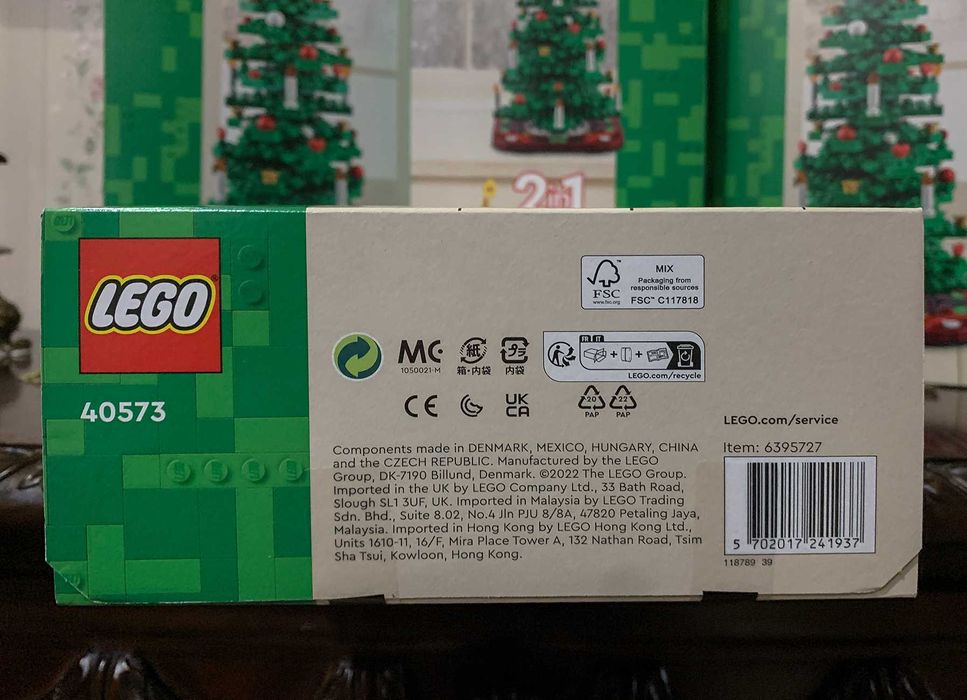 2in1
LEGO®
40573
FSC
www.fsc.org
MIX
Packaging from
responsible sources
FSC™ C117818
MC
1050021-M
紙
箱・内袋
プラ
内袋
FR IT
LEGO.com/recycle
CE
UK
CA
20
PAP
22
PAP
LEGO.com/service
Item: 6395727
Components made in DENMARK, MEXICO, HUNGARY, CHINA
and the CZECH REPUBLIC. Manufactured by the LEGO
Group, DK-7190 Billund, Denmark. ©2022 The LEGO Group.
Imported in the UK by LEGO Company Ltd., 33 Bath Road,
Slough SL1 3UF, UK. Imported in Malaysia by LEGO Trading
Sdn. Bhd., Suite 8.02, No.4 Jln PJU 8/8A, 47820 Petaling Jaya,
Malaysia. Imported in Hong Kong by LEGO Hong Kong Ltd.,
Units 1610-11, 16/F, Mira Place Tower A, 132 Nathan Road, Tsim
Sha Tsui, Kowloon, Hong Kong.
5 702017 241937
118789 39